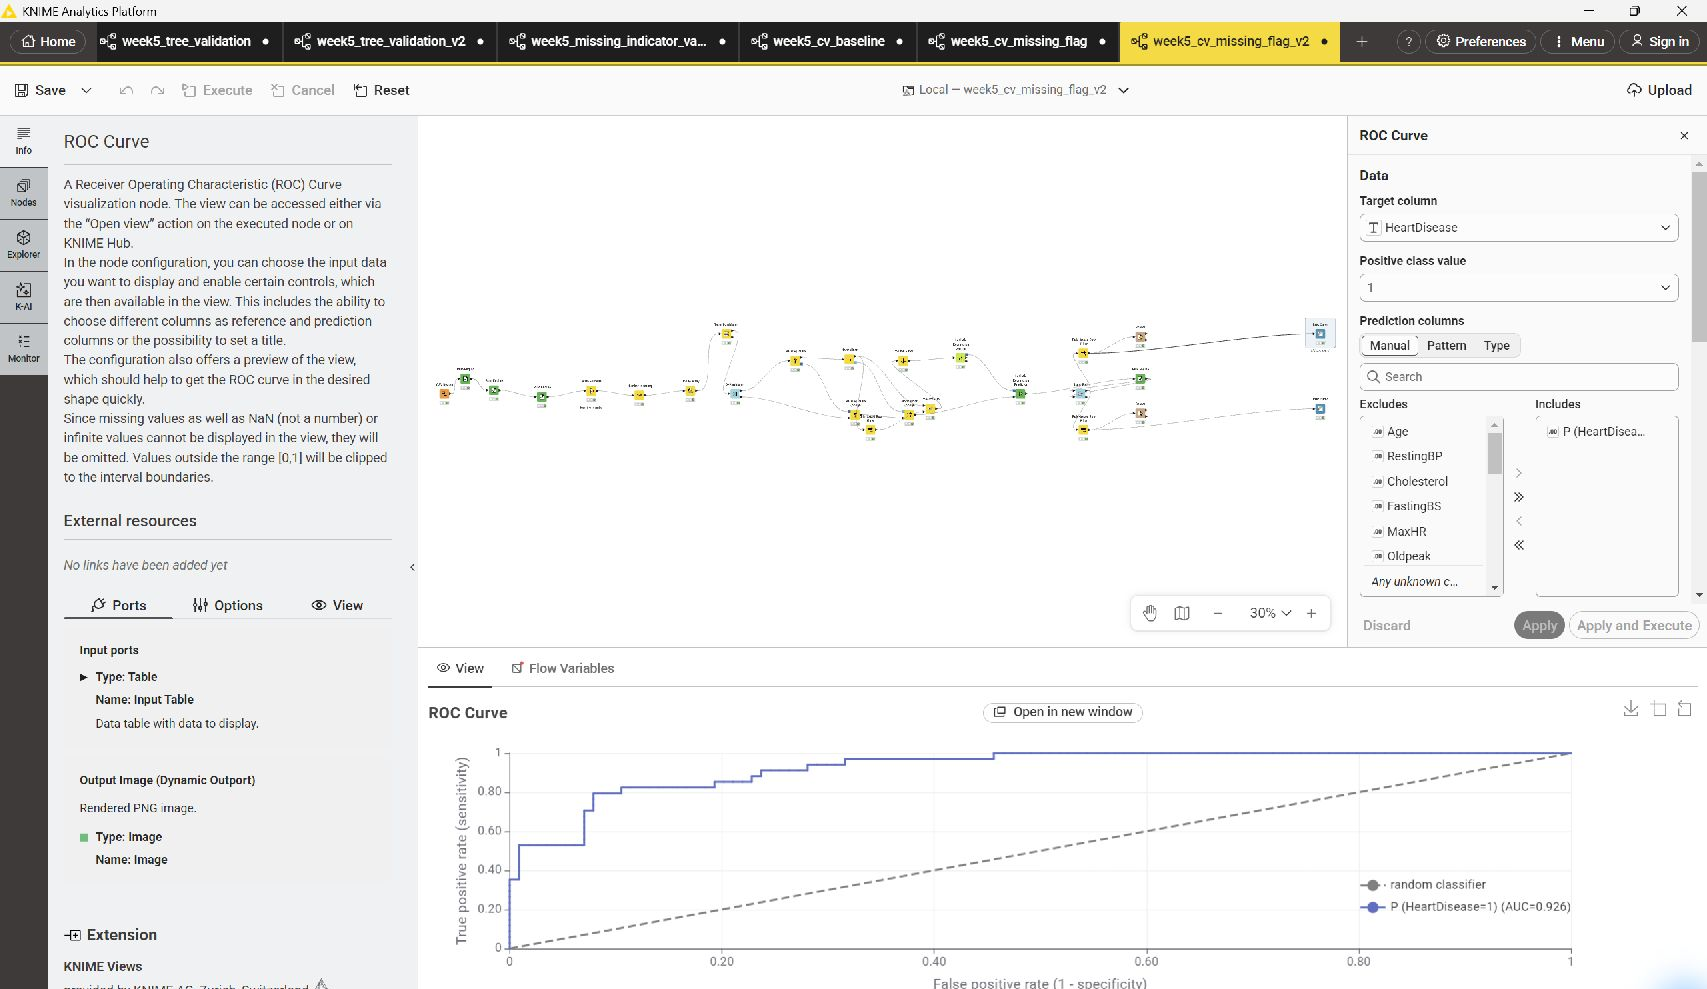 KNIME Analytics Platform
Home
week5_tree_validation
week5_tree_validation_v2
week5_missing_indicator_va...
week5_cv_baseline
week5_cv_missing_flag
week5_cv_missing_flag_v2
?
Preferences
Menu
Sign in
Save
Execute
Cancel
Reset
Local — week5_cv_missing_flag_v2
Upload
Info
Nodes
Explorer
K-AI
Monitor
ROC Curve
A Receiver Operating Characteristic (ROC) Curve
visualization node. The view can be accessed either via
the “Open view” action on the executed node or on
KNIME Hub.
In the node configuration, you can choose the input data
you want to display and enable certain controls, which
are then available in the view. This includes the ability to
choose different columns as reference and prediction
columns or the possibility to set a title.
The configuration also offers a preview of the view,
which should help to get the ROC curve in the desired
shape quickly.
Since missing values as well as NaN (not a number) or
infinite values cannot be displayed in the view, they will
be omitted. Values outside the range [0,1] will be clipped
to the interval boundaries.
External resources
No links have been added yet
Ports
Options
View
Input ports
Type: Table
Name: Input Table
Data table with data to display.
Output Image (Dynamic Outport)
Rendered PNG image.
Type: Image
Name: Image
Extension
KNIME Views
provided by KNIME AG, Zurich, Switzerland
30%
ROC Curve
Data
Target column
HeartDisease
Positive class value
1
Prediction columns
Manual
Pattern
Type
Search
Excludes
Includes
Age
RestingBP
Cholesterol
FastingBS
MaxHR
Oldpeak
Any unknown c...
P (HeartDisea...
Discard
Apply
Apply and Execute
View
Flow Variables
ROC Curve
Open in new window
True positive rate (sensitivity)
1
0.80
0.60
0.40
0.20
0
random classifier
P (HeartDisease=1) (AUC=0.926)
0
0.20
0.40
0.60
0.80
1
False positive rate (1 - specificity)